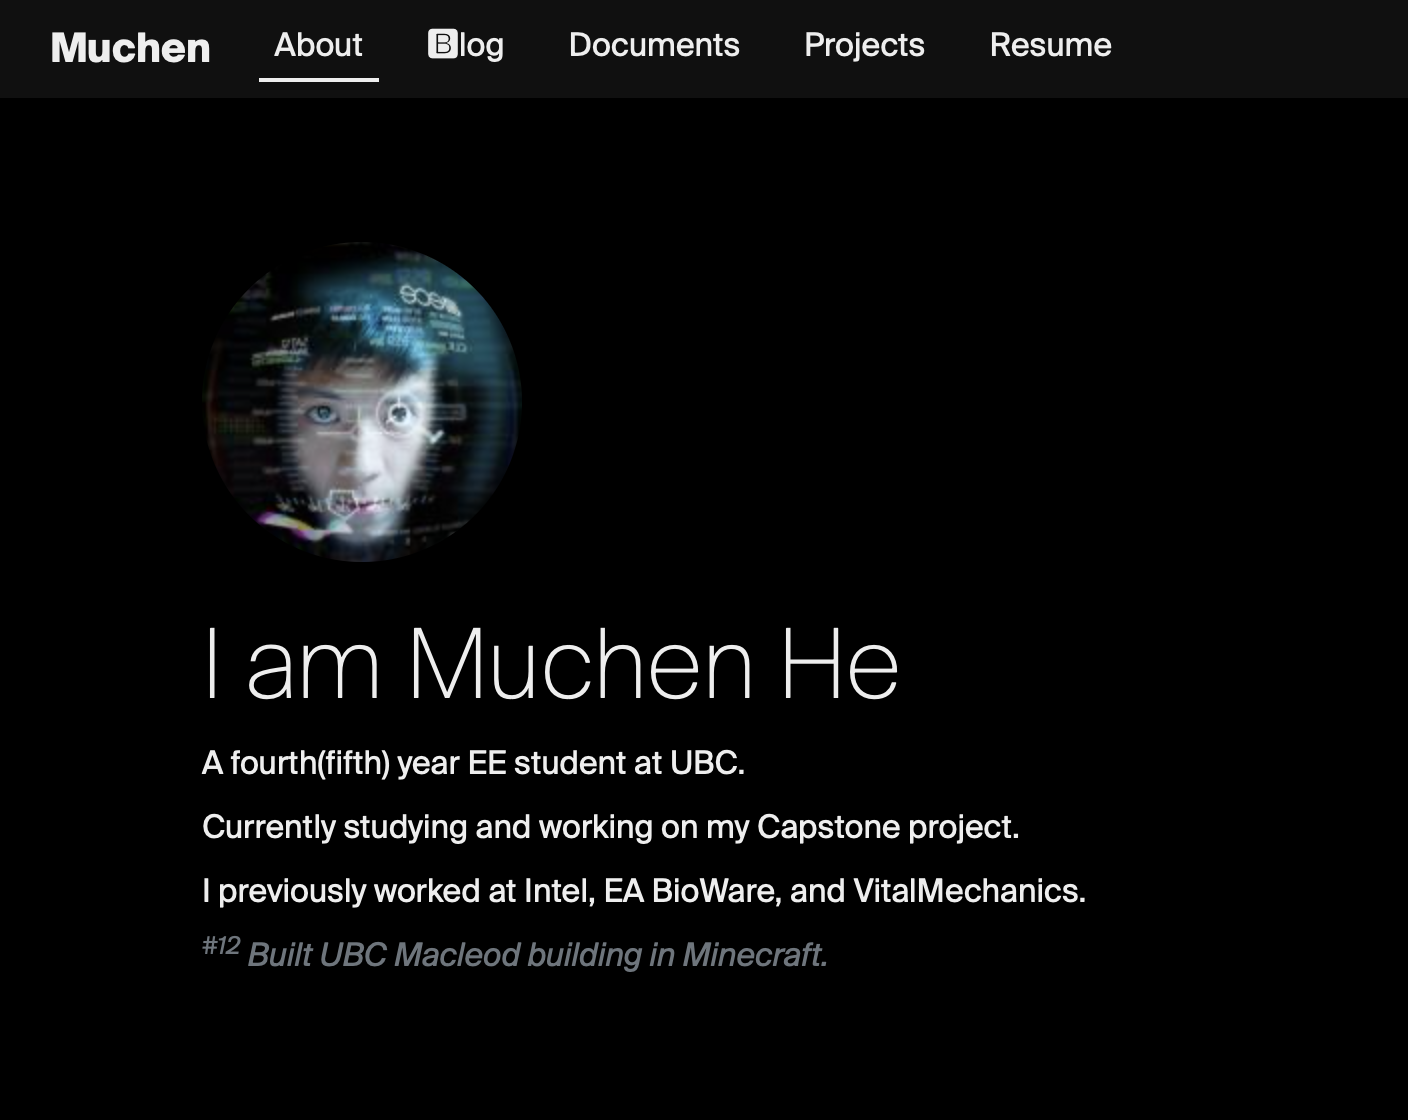 Muchen About 🅱log Documents Projects Resume
I am Muchen He
A fourth(fifth) year EE student at UBC.
Currently studying and working on my Capstone project.
I previously worked at Intel, EA BioWare, and VitalMechanics.
#12 Built UBC Macleod building in Minecraft.